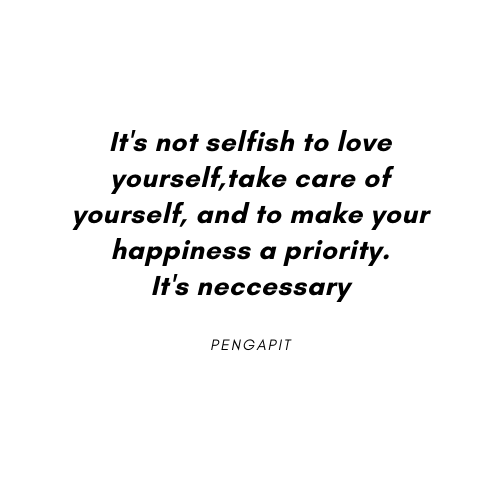 It's not selfish to love
yourself,take care of
yourself, and to make your
happiness a priority.
It's neccessary
PENGAPIT